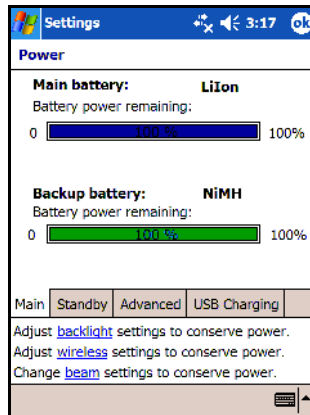 Settings 3:17 ok
Power
Main battery: LiIon
Battery power remaining:
0 100 % 100%
Backup battery: NiMH
Battery power remaining:
0 100 % 100%
Main Standby Advanced USB Charging
Adjust backlight settings to conserve power.
Adjust wireless settings to conserve power.
Change beam settings to conserve power.